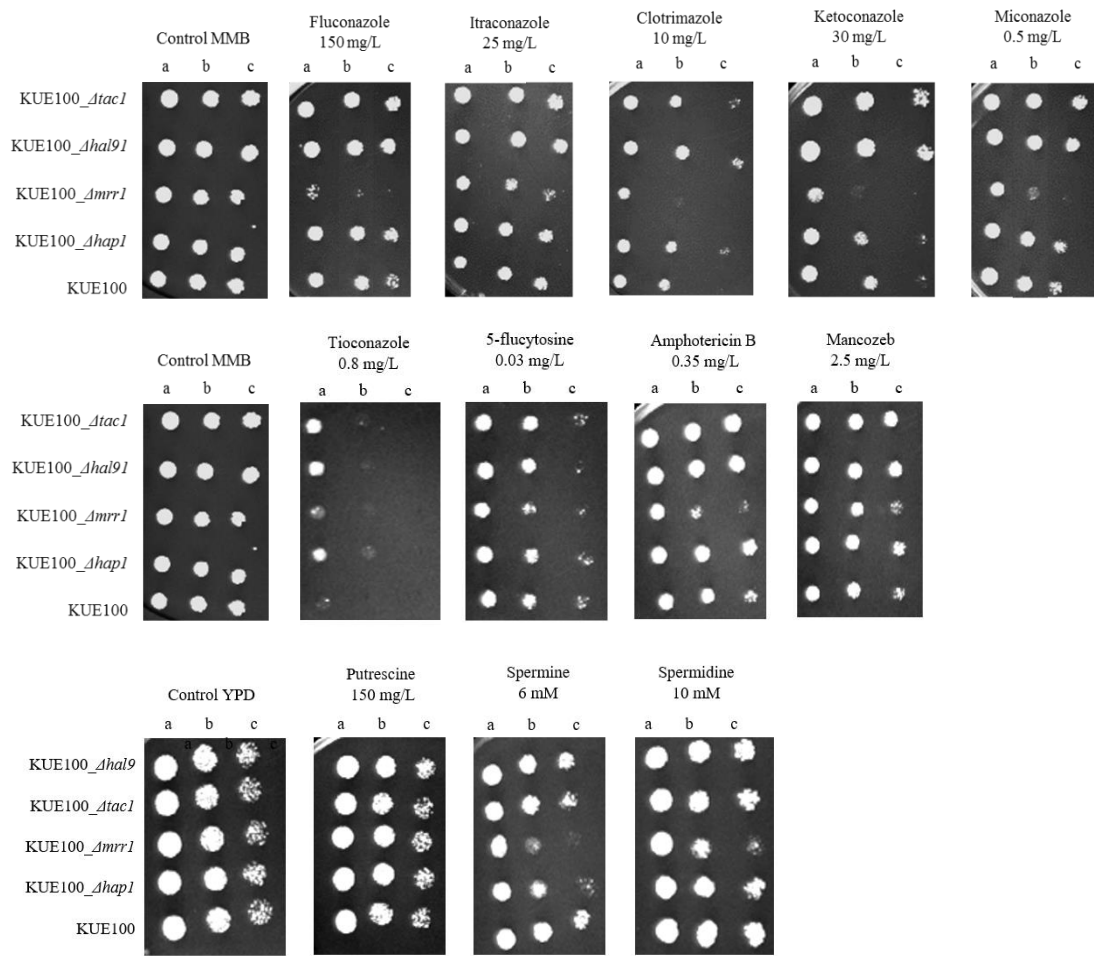 Control MMB
Fluconazole
150 mg/L
Itraconazole
25 mg/L
Clotrimazole
10 mg/L
Ketoconazole
30 mg/L
Miconazole
0.5 mg/L
a b c a b c a b c a b c a b c a b c
KUE100_Δtac1
KUE100_Δhal91
KUE100_Δmrr1
KUE100_Δhap1
KUE100
Control MMB
Tioconazole
0.8 mg/L
5-flucytosine
0.03 mg/L
Amphotericin B
0.35 mg/L
Mancozeb
2.5 mg/L
a b c a b c a b c a b c a b c
KUE100_Δtac1
KUE100_Δhal91
KUE100_Δmrr1
KUE100_Δhap1
KUE100
Control YPD
Putrescine
150 mg/L
Spermine
6 mM
Spermidine
10 mM
a b c a b c a b c a b c
a b c
KUE100_Δhal9
KUE100_Δtac1
KUE100_Δmrr1
KUE100_Δhap1
KUE100